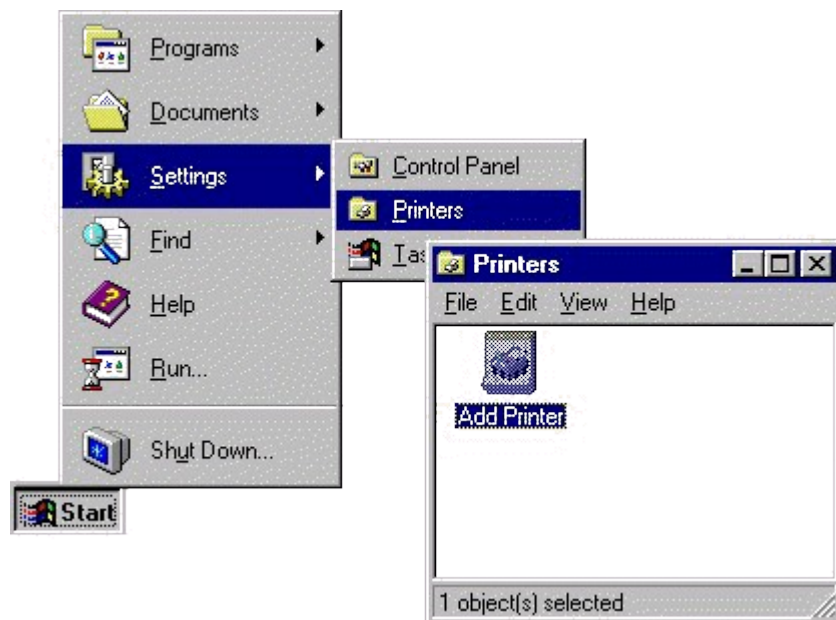 Programs
Documents
Settings
Find
Help
Run...
Shut Down...
Start
Control Panel
Printers
Printers
File Edit View Help
Add Printer
1 object(s) selected